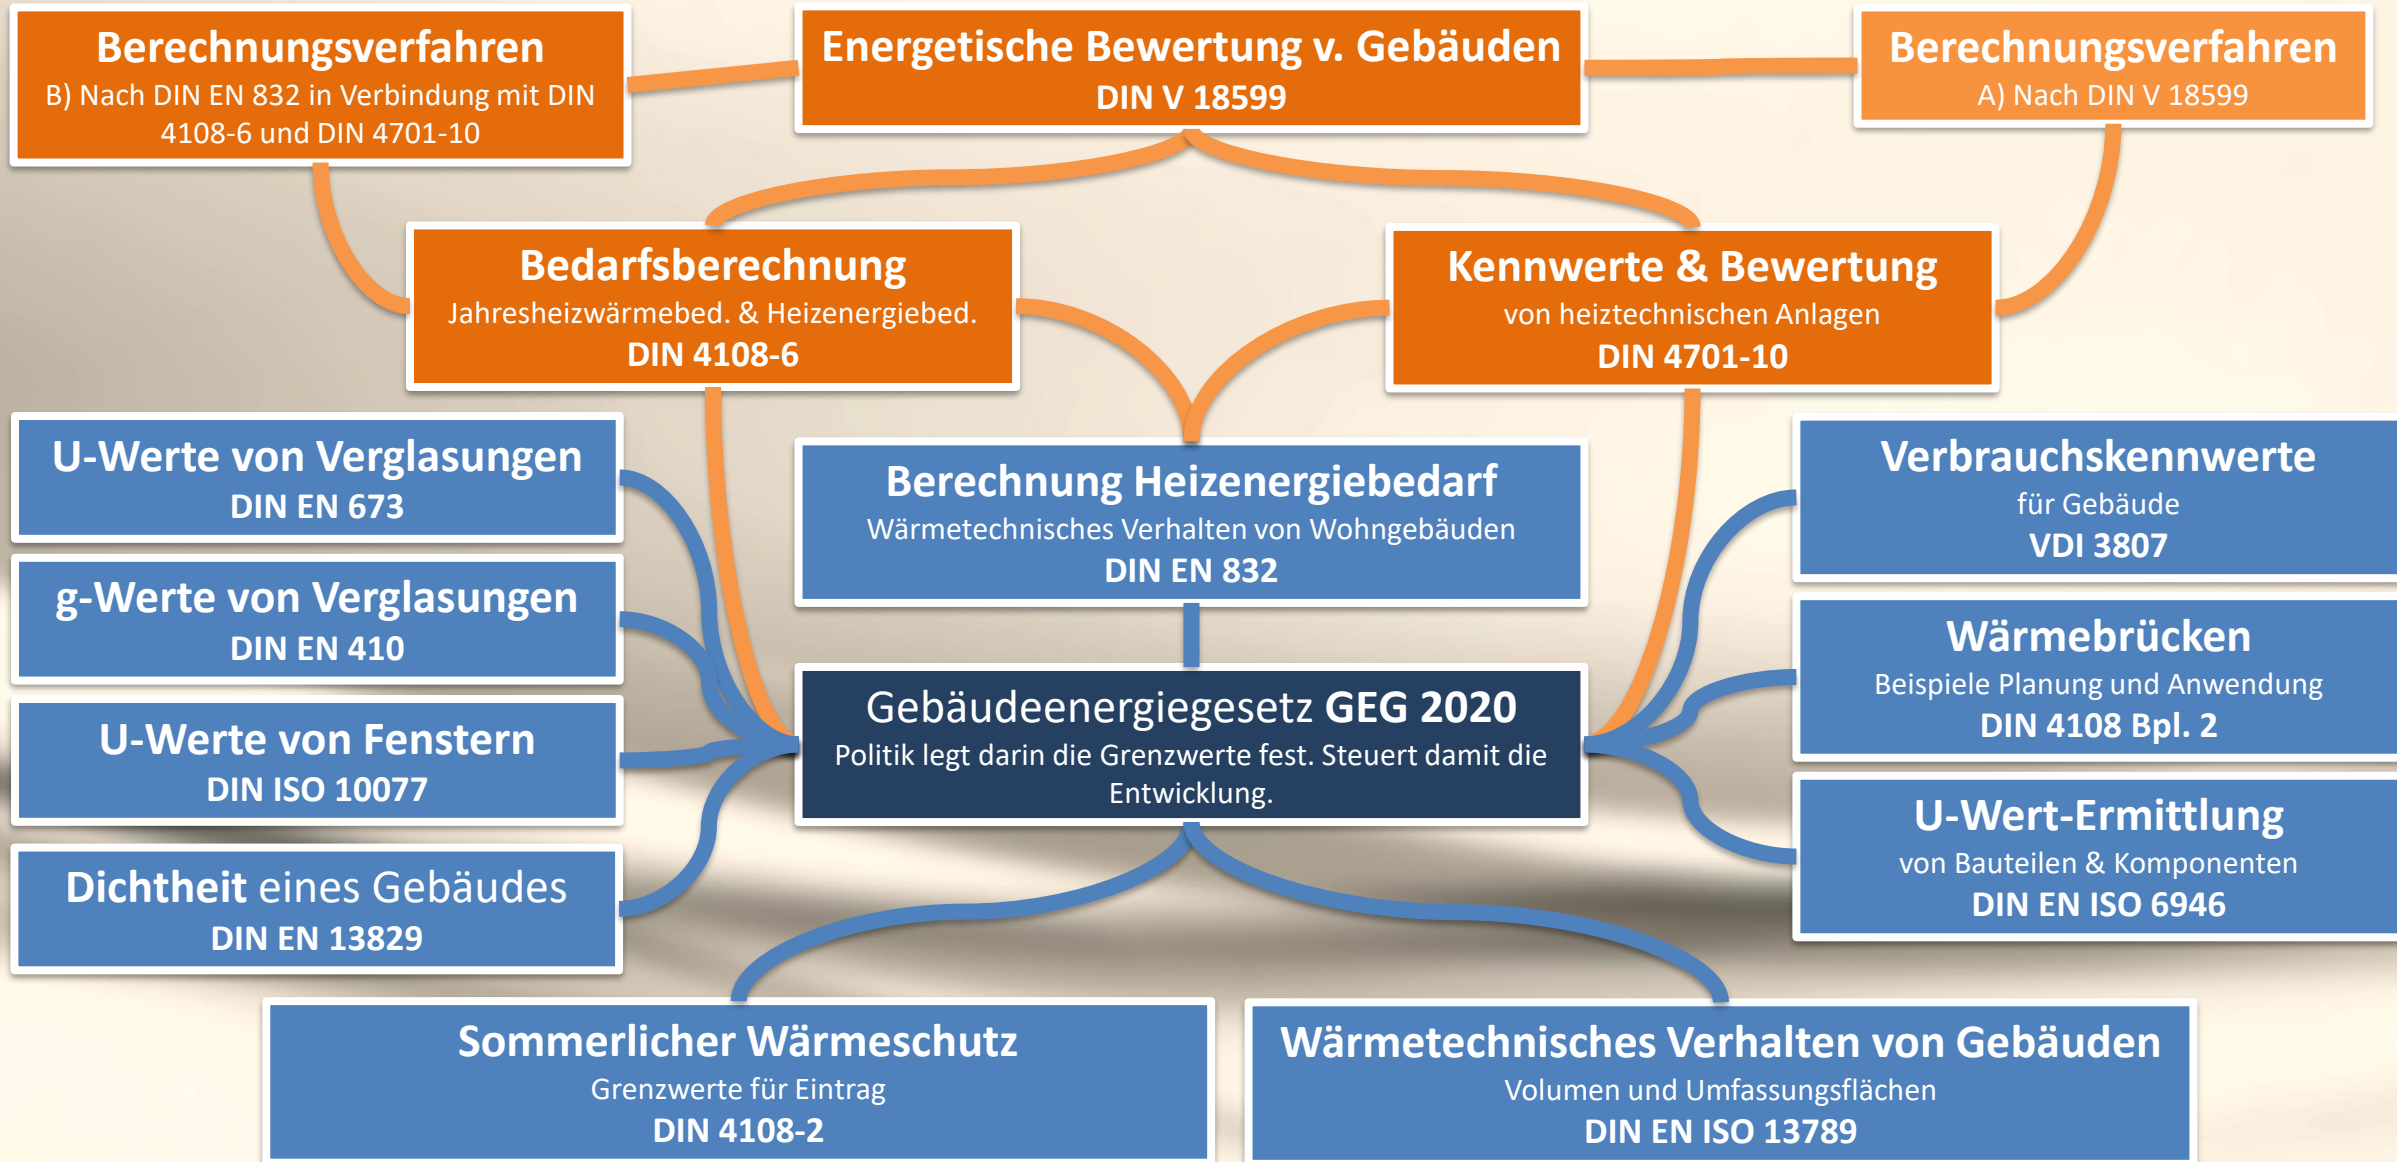 Berechnungsverfahren
B) Nach DIN EN 832 in Verbindung mit DIN
4108-6 und DIN 4701-10
Energetische Bewertung v. Gebäuden
DIN V 18599
Berechnungsverfahren
A) Nach DIN V 18599
Bedarfsberechnung
Jahresheizwärmebed. & Heizenergiebed.
DIN 4108-6
Kennwerte & Bewertung
von heiztechnischen Anlagen
DIN 4701-10
U-Werte von Verglasungen
DIN EN 673
g-Werte von Verglasungen
DIN EN 410
U-Werte von Fenstern
DIN ISO 10077
Dichtheit eines Gebäudes
DIN EN 13829
Berechnung Heizenergiebedarf
Wärmetechnisches Verhalten von Wohngebäuden
DIN EN 832
Gebäudeenergiegesetz GEG 2020
Politik legt darin die Grenzwerte fest. Steuert damit die
Entwicklung.
Verbrauchskennwerte
für Gebäude
VDI 3807
Wärmebrücken
Beispiele Planung und Anwendung
DIN 4108 Bpl. 2
U-Wert-Ermittlung
von Bauteilen & Komponenten
DIN EN ISO 6946
Sommerlicher Wärmeschutz
Grenzwerte für Eintrag
DIN 4108-2
Wärmetechnisches Verhalten von Gebäuden
Volumen und Umfassungsflächen
DIN EN ISO 13789